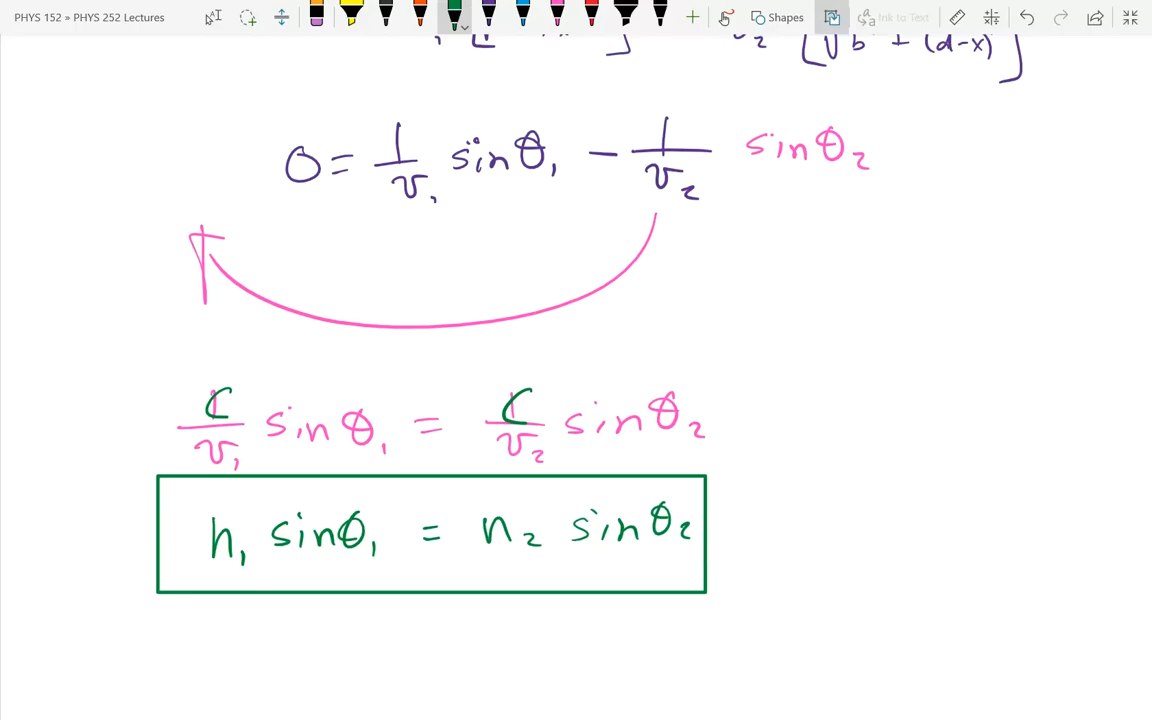 PHYS 152 » PHYS 252 Lectures
Shapes
Ink to Text
2 [√b + (d-x)]
0 = 1/v₁ sinθ₁ - 1/v₂ sinθ₂
c/v₁ sinθ₁ = c/v₂ sinθ₂
n₁ sinθ₁ = n₂ sinθ₂